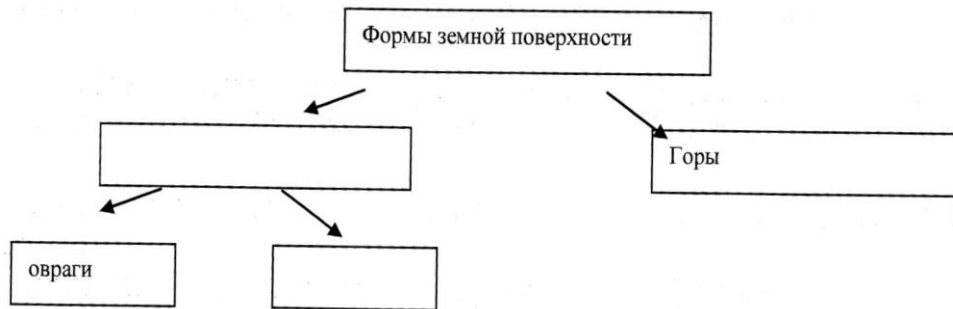 Формы земной поверхности
Горы
овраги